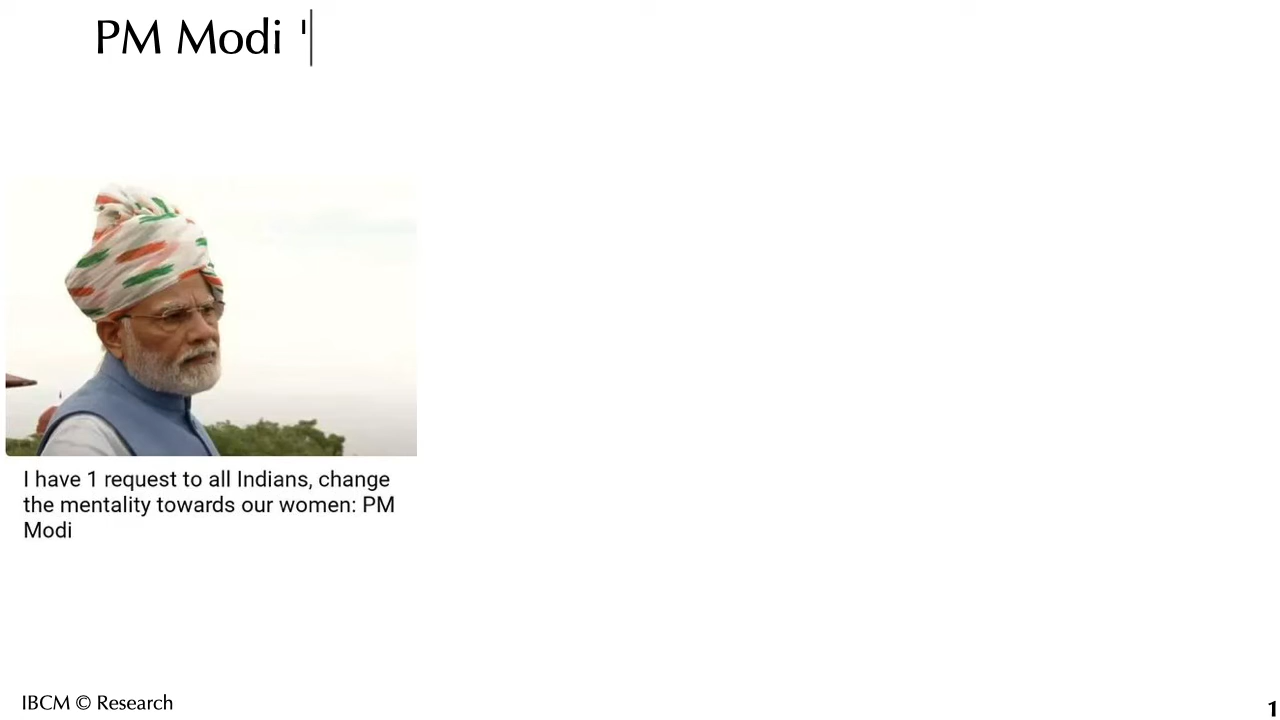 PM Modi '
I have 1 request to all Indians, change
the mentality towards our women: PM
Modi
IBCM © Research
1